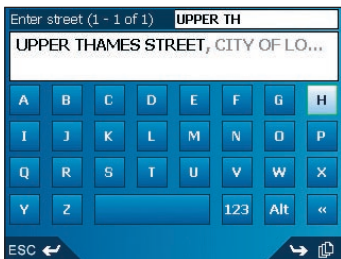 Enter street (1 - 1 of 1) UPPER TH
UPPER THAMES STREET, CITY OF LO...
A B C D E F G H
I J K L M N O P
Q R S T U V W X
Y Z 123 Alt «
ESC